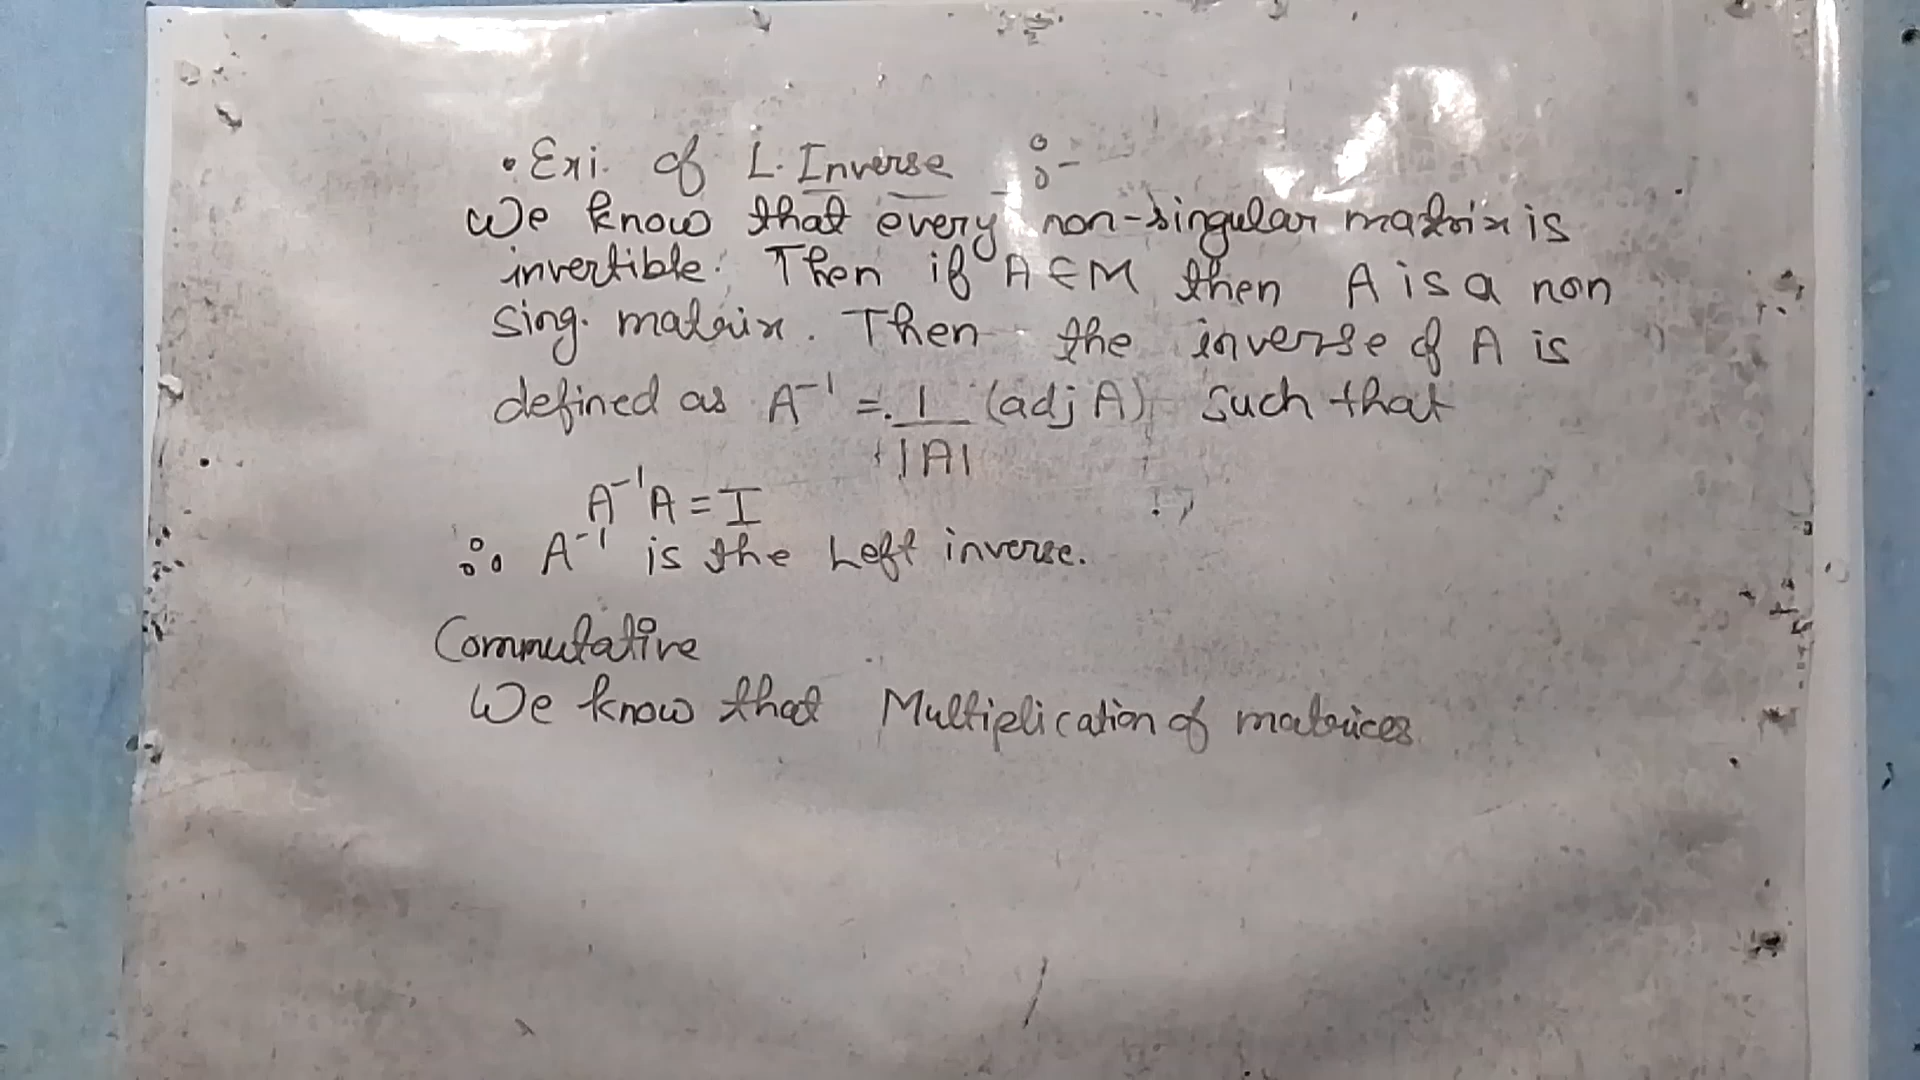 • Exi. of L. Inverse :-
We know that every non-singular matrix is
invertible. Then if A ∈ M then A is a non
sing. matrix. Then the inverse of A is
defined as A⁻¹ = 1/|A| (adj A) such that
A⁻¹A = I
∴ A⁻¹ is the Left inverse.
Commutative
We know that Multiplication of matrices